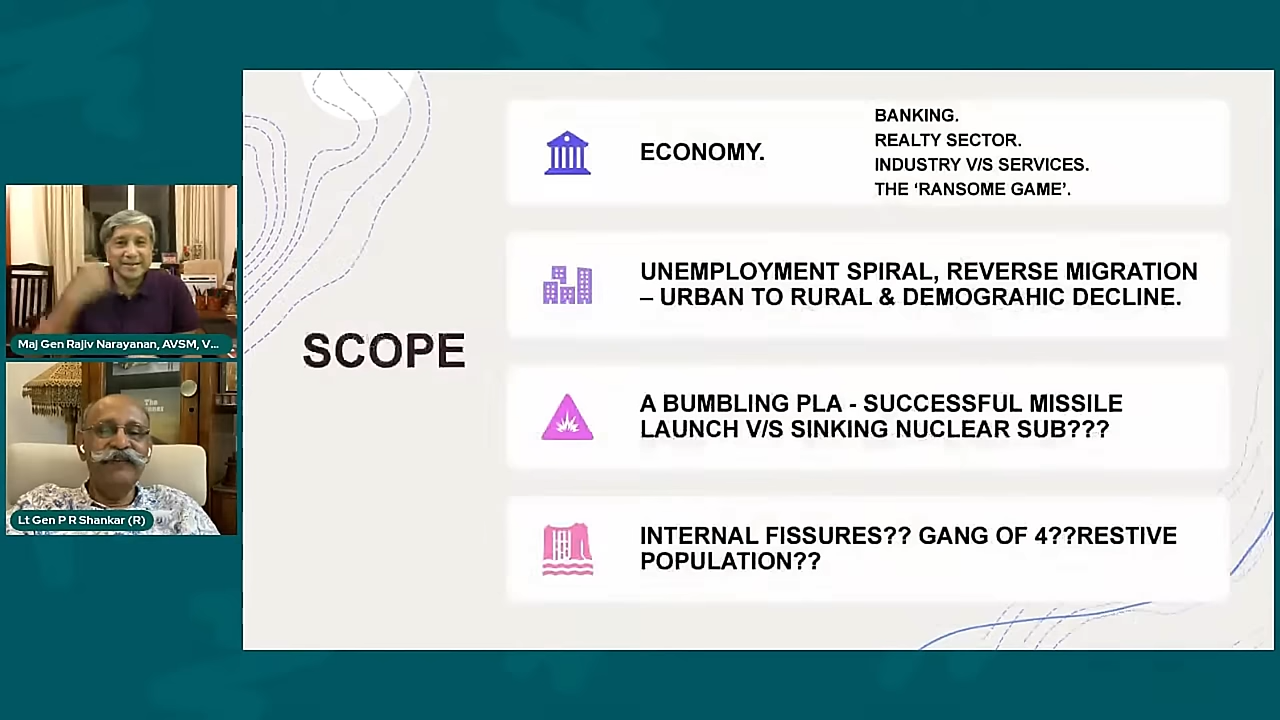 BANKING.
REALTY SECTOR.
ECONOMY.
INDUSTRY V/S SERVICES.
THE ‘RANSOME GAME’.
UNEMPLOYMENT SPIRAL, REVERSE MIGRATION
– URBAN TO RURAL & DEMOGRAHIC DECLINE.
SCOPE
A BUMBLING PLA - SUCCESSFUL MISSILE
LAUNCH V/S SINKING NUCLEAR SUB???
INTERNAL FISSURES?? GANG OF 4??RESTIVE
POPULATION??
Maj Gen Rajiv Narayanan, AVSM, V...
Lt Gen P R Shankar (R)